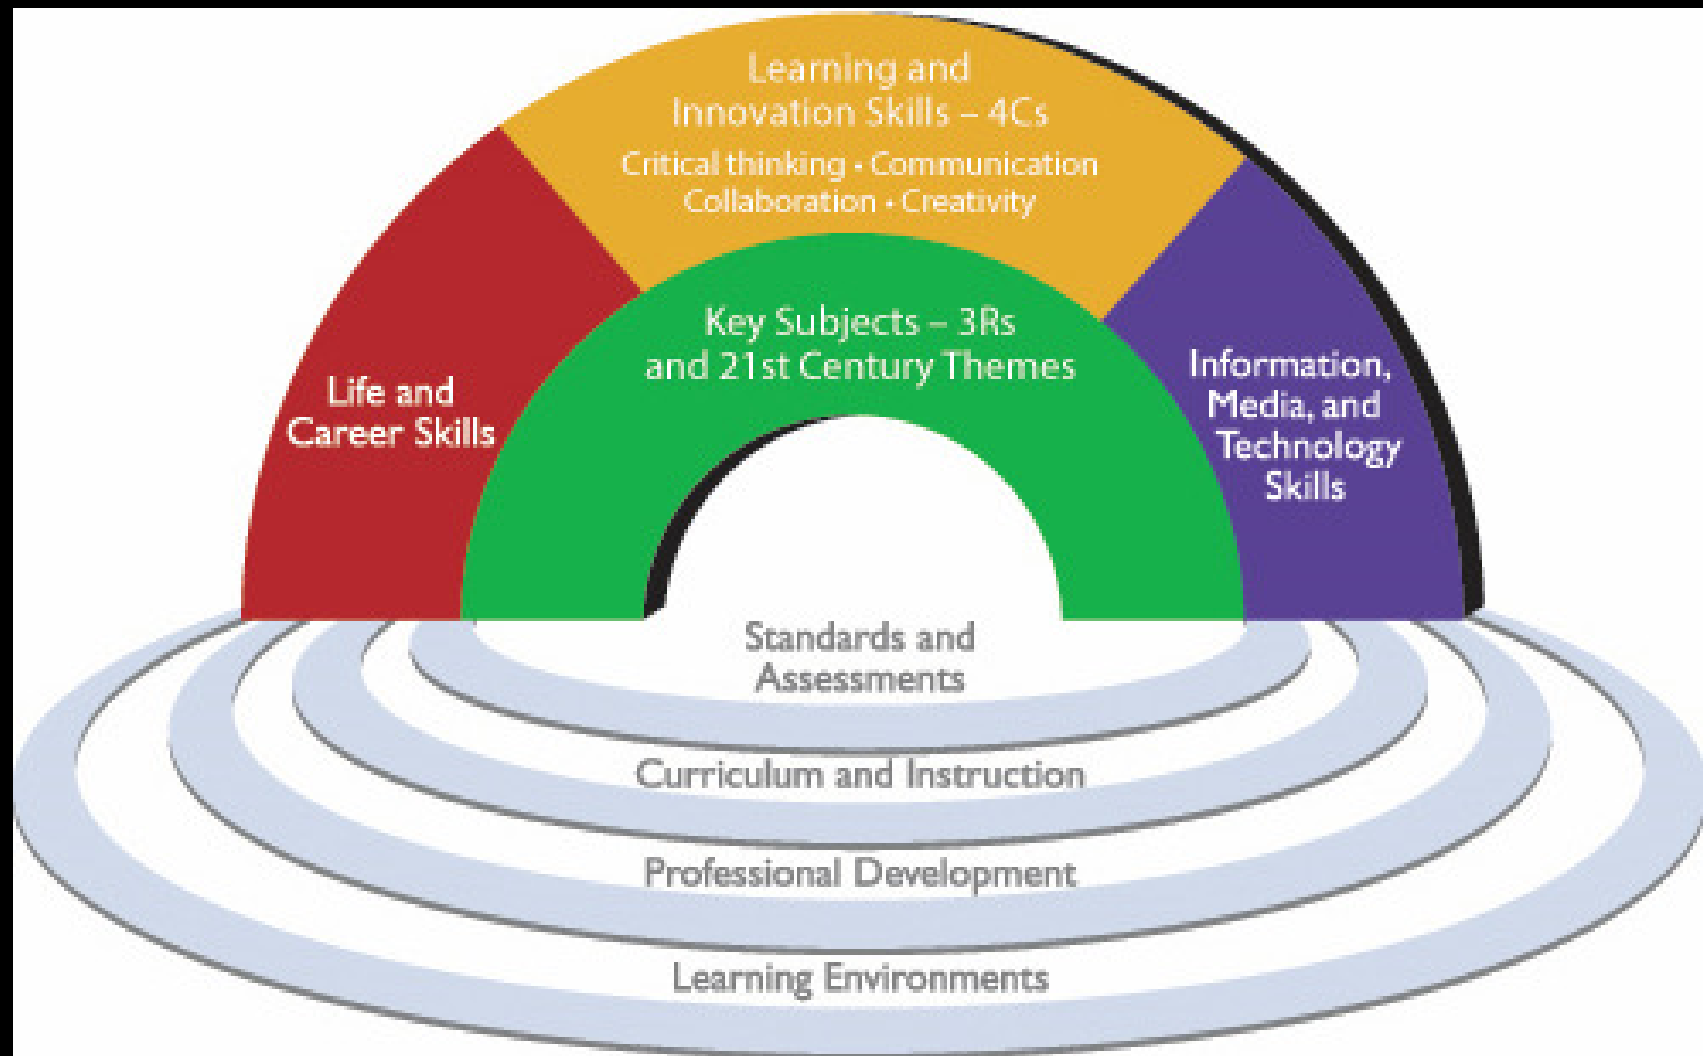 Learning and
Innovation Skills – 4Cs
Critical thinking • Communication
Collaboration • Creativity
Key Subjects – 3Rs
and 21st Century Themes
Life and
Career Skills
Information,
Media, and
Technology
Skills
Standards and
Assessments
Curriculum and Instruction
Professional Development
Learning Environments